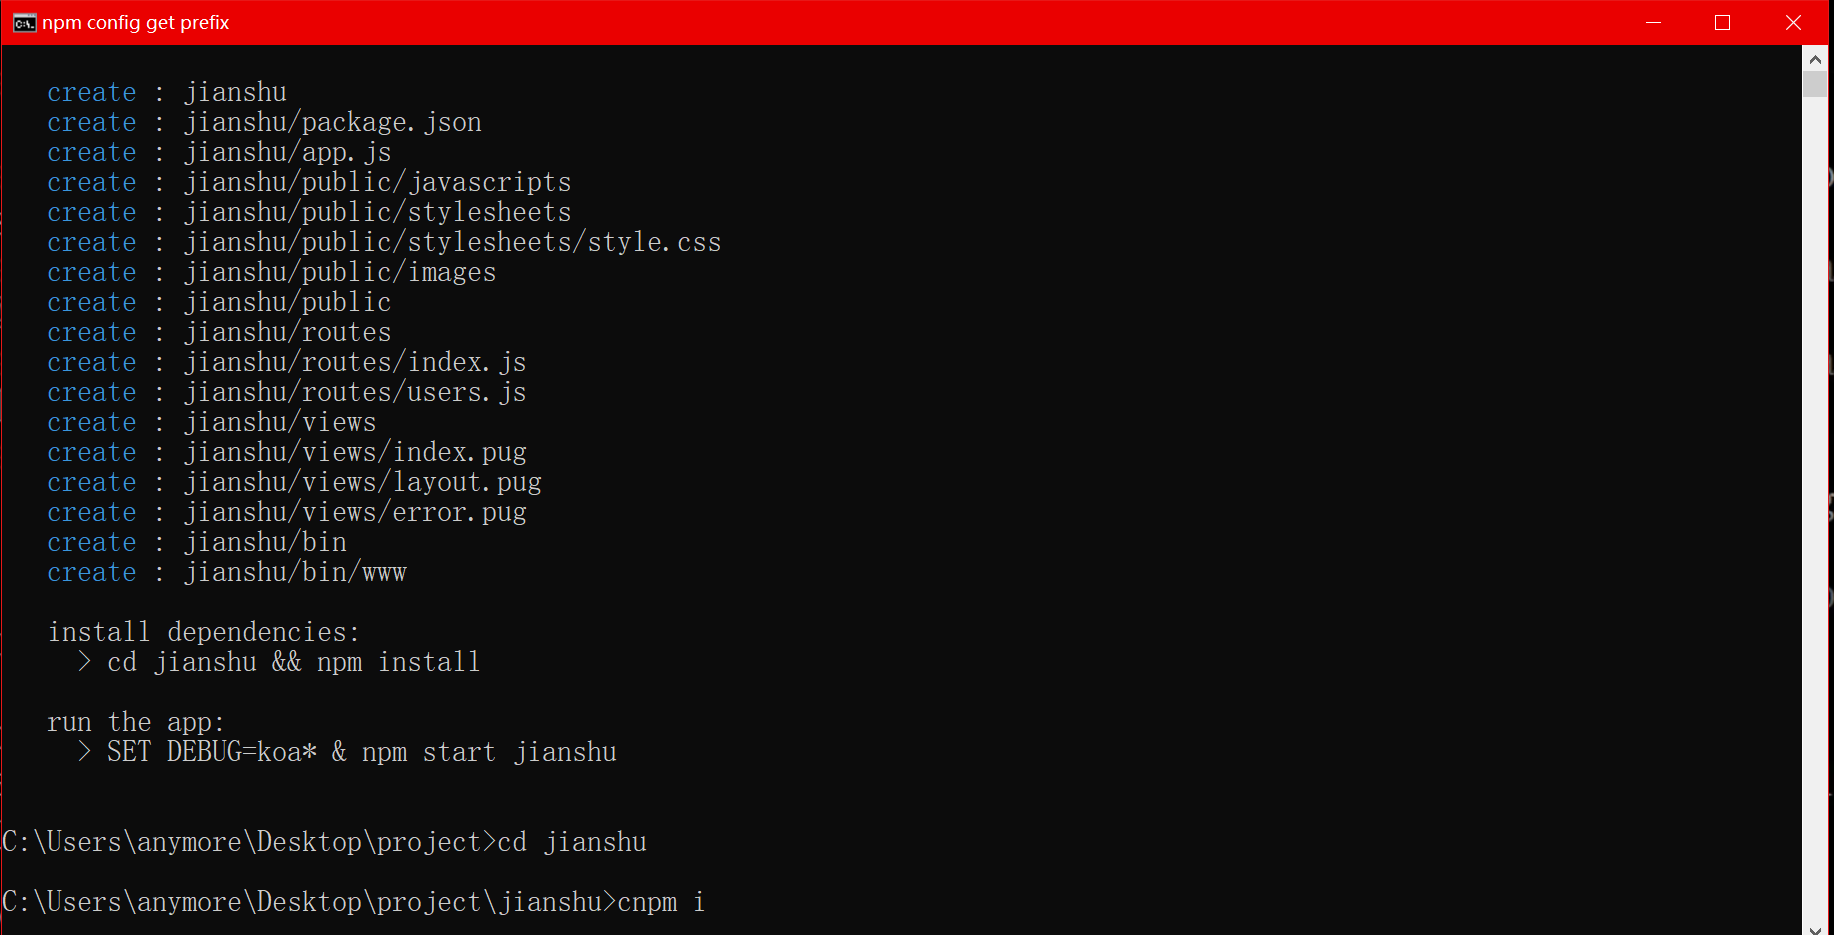 npm config get prefix
create : jianshu
create : jianshu/package.json
create : jianshu/app.js
create : jianshu/public/javascripts
create : jianshu/public/stylesheets
create : jianshu/public/stylesheets/style.css
create : jianshu/public/images
create : jianshu/public
create : jianshu/routes
create : jianshu/routes/index.js
create : jianshu/routes/users.js
create : jianshu/views
create : jianshu/views/index.pug
create : jianshu/views/layout.pug
create : jianshu/views/error.pug
create : jianshu/bin
create : jianshu/bin/www
install dependencies:
> cd jianshu && npm install
run the app:
> SET DEBUG=koa* & npm start jianshu
C:\Users\anymore\Desktop\project>cd jianshu
C:\Users\anymore\Desktop\project\jianshu>cnpm i